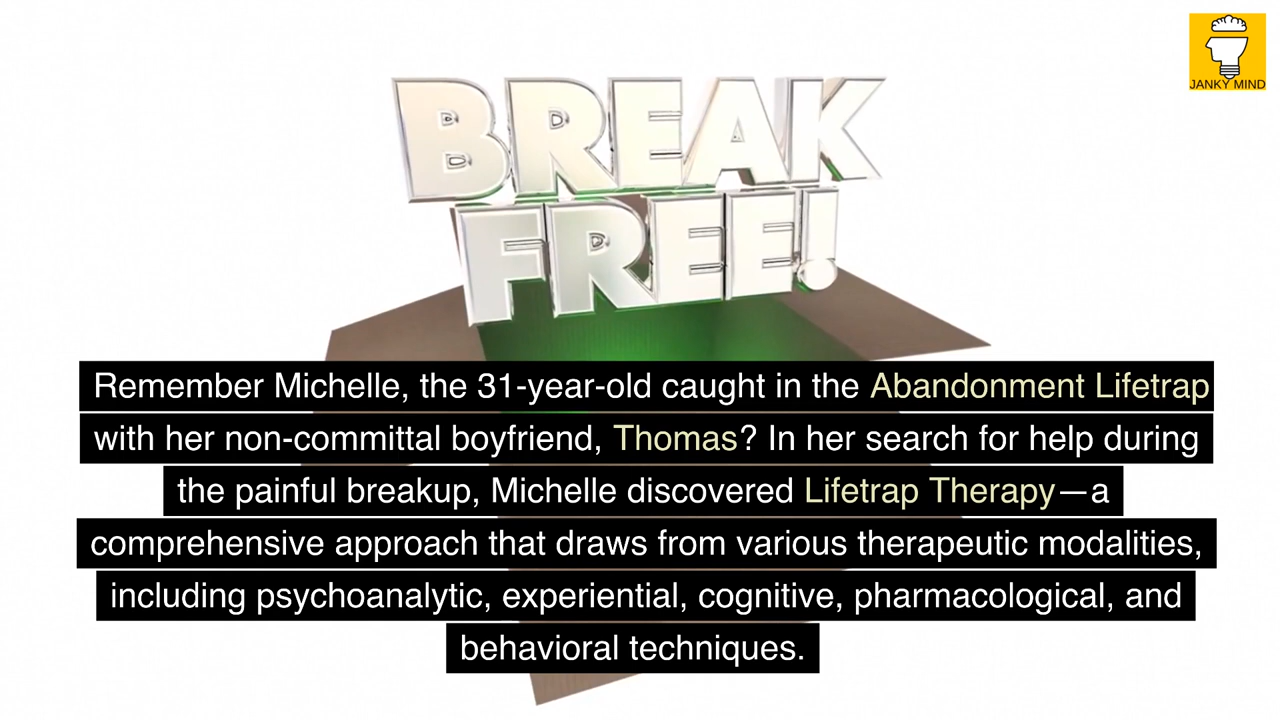 JANKY MIND
BREAK
FREE!
Remember Michelle, the 31-year-old caught in the Abandonment Lifetrap
with her non-committal boyfriend, Thomas? In her search for help during
the painful breakup, Michelle discovered Lifetrap Therapy—a
comprehensive approach that draws from various therapeutic modalities,
including psychoanalytic, experiential, cognitive, pharmacological, and
behavioral techniques.